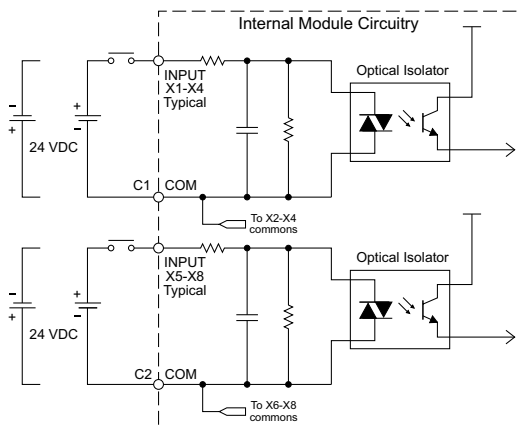 Internal Module Circuitry
INPUT
X1-X4
Typical
Optical Isolator
-
+
+
-
24 VDC
C1
COM
To X2-X4
commons
INPUT
X5-X8
Typical
Optical Isolator
-
+
+
-
24 VDC
C2
COM
To X6-X8
commons